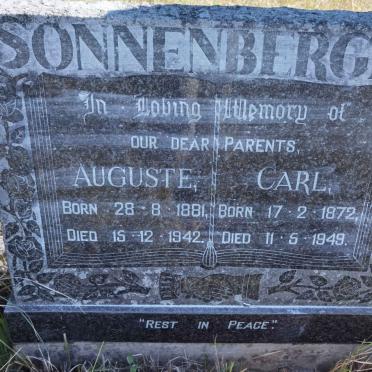 SONNENBERG
In Loving Memory of
OUR DEAR PARENTS,
AUGUSTE, CARL,
BORN 28-8-1881, BORN 17-2-1872,
DIED 15-12-1942. DIED 11-5-1949.
"REST IN PEACE."